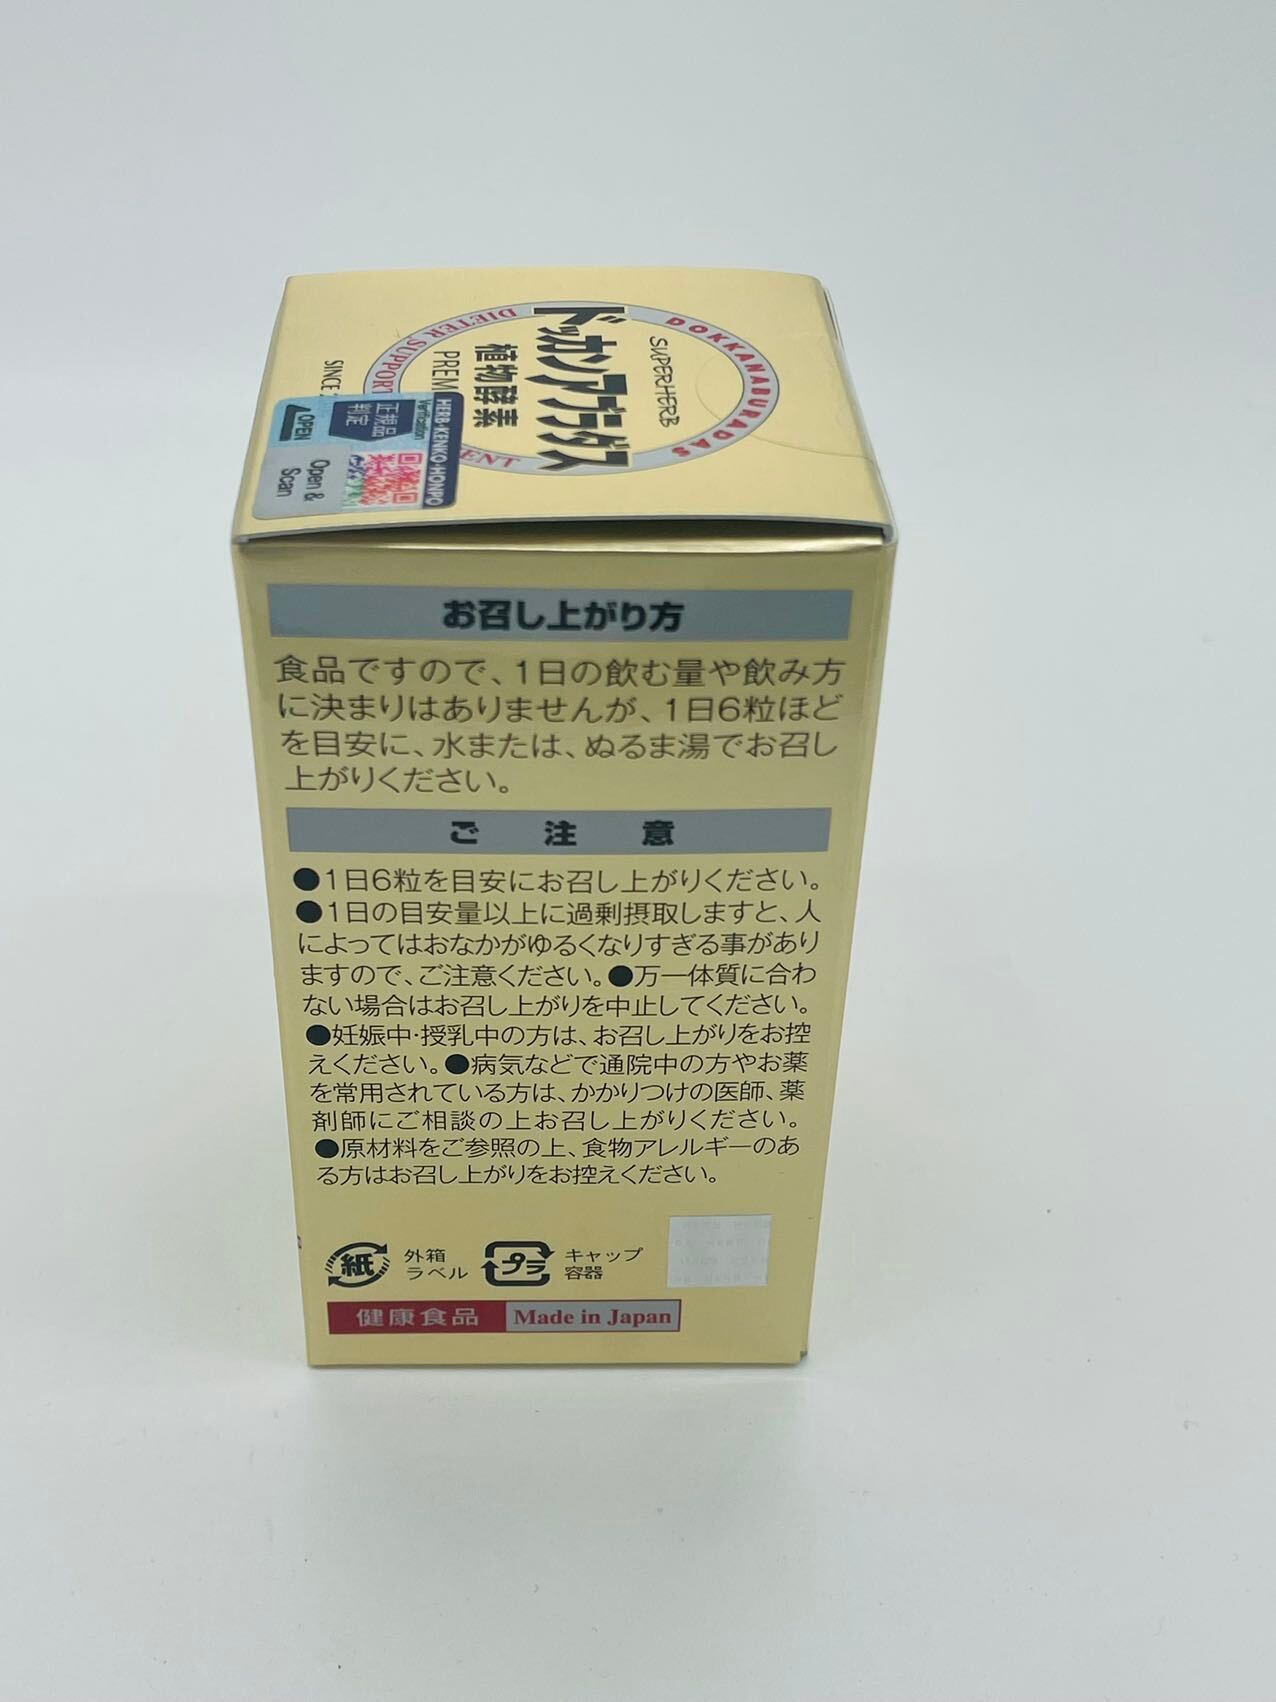 DOKKANABURADAS
SUPERHERB
ドッカンアブラダス
植物酵素
DIETER SUPPORT
SINCE
HERB-KENKO-HONPO
Verification
正規品
判定
OPEN
Open &
Scan
お召し上がり方
食品ですので、1日の飲む量や飲み方
に決まりはありませんが、1日6粒ほど
を目安に、水または、ぬるま湯でお召し
上がりください。
ご注意
●1日6粒を目安にお召し上がりください。
●1日の目安量以上に過剰摂取しますと、人
によってはおなかがゆるくなりすぎる事があり
ますので、ご注意ください。●万一体質に合わ
ない場合はお召し上がりを中止してください。
●妊娠中・授乳中の方は、お召し上がりをお控
えください。●病気などで通院中の方やお薬
を常用されている方は、かかりつけの医師、薬
剤師にご相談の上お召し上がりください。
●原材料をご参照の上、食物アレルギーのあ
る方はお召し上がりをお控えください。
紙
外箱
ラベル
プラ
キャップ
容器
健康食品 Made in Japan